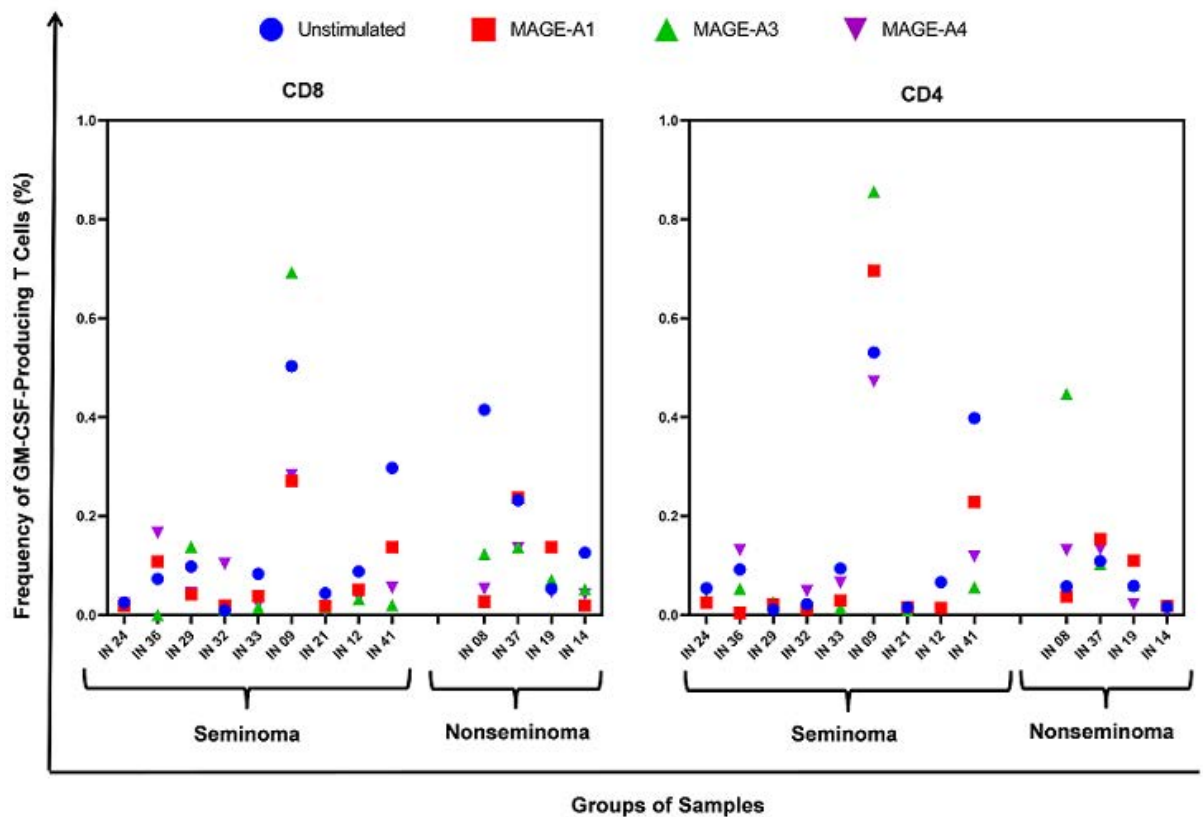 Unstimulated MAGE-A1 MAGE-A3 MAGE-A4
Frequency of GM-CSF-Producing T Cells (%)
CD8
1.0
0.8
0.6
0.4
0.2
0.0
IN 24 IN 36 IN 29 IN 32 IN 33 IN 09 IN 21 IN 12 IN 41 IN 08 IN 37 IN 19 IN 14
Seminoma Nonseminoma
CD4
1.0
0.8
0.6
0.4
0.2
0.0
IN 24 IN 36 IN 29 IN 32 IN 33 IN 09 IN 21 IN 12 IN 41 IN 08 IN 37 IN 19 IN 14
Seminoma Nonseminoma
Groups of Samples